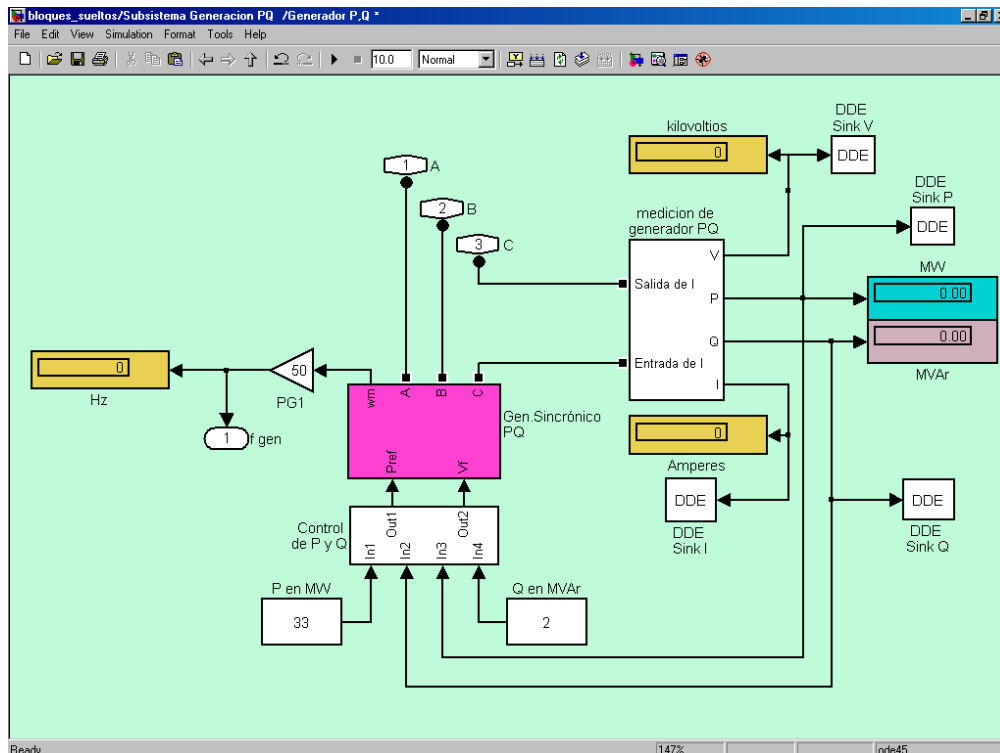 bloques_sueltos/Subsistema Generacion PQ /Generador P,Q *
File Edit View Simulation Format Tools Help
10.0 Normal
kilovoltios
0
DDE
Sink V
DDE
1
A
2
B
3
C
DDE
Sink P
DDE
medicion de
generador PQ
V
Salida de I
P
Q
Entrada de I
I
MW
0.00
0.00
MVAr
0
Hz
50
PG1
1
f gen
wm
A
B
C
Gen.Sincrónico
PQ
Pref
Vf
0
Amperes
DDE
DDE
Sink I
DDE
DDE
Sink Q
Control
de P y Q
Out1
Out2
In1
In2
In3
In4
P en MW
33
Q en MVAr
2
Ready
147%
ode45